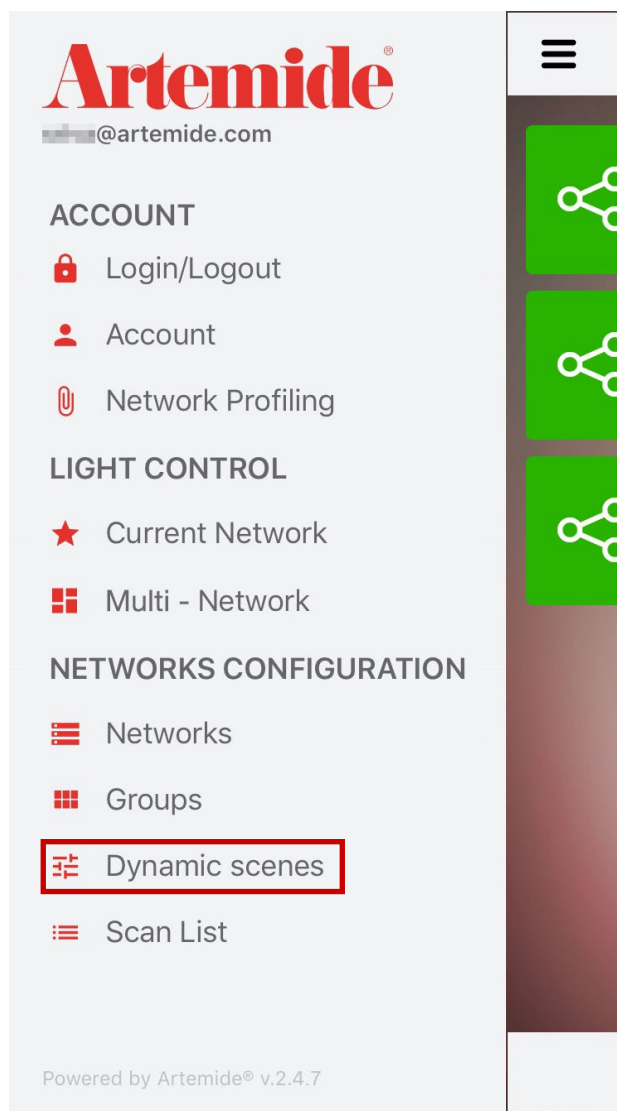 Artemide®
@artemide.com
ACCOUNT
Login/Logout
Account
Network Profiling
LIGHT CONTROL
Current Network
Multi - Network
NETWORKS CONFIGURATION
Networks
Groups
Dynamic scenes
Scan List
Powered by Artemide® v.2.4.7